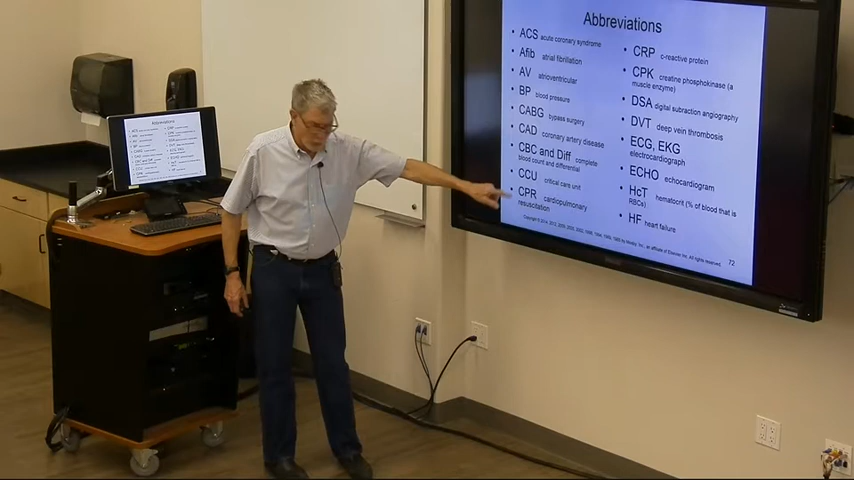 Abbreviations
• ACS acute coronary syndrome
• Afib atrial fibrillation
• AV atrioventricular
• BP blood pressure
• CABG bypass surgery
• CAD coronary artery disease
• CBC and Diff complete
blood count and differential
• CCU critical care unit
• CPR cardiopulmonary
resuscitation
• CRP c-reactive protein
• CPK creatine phosphokinase (a
muscle enzyme)
• DSA digital subtraction angiography
• DVT deep vein thrombosis
• ECG, EKG
electrocardiograph
• ECHO echocardiogram
• HcT hematocrit (% of blood that is
RBCs)
• HF heart failure
72
Abbreviations